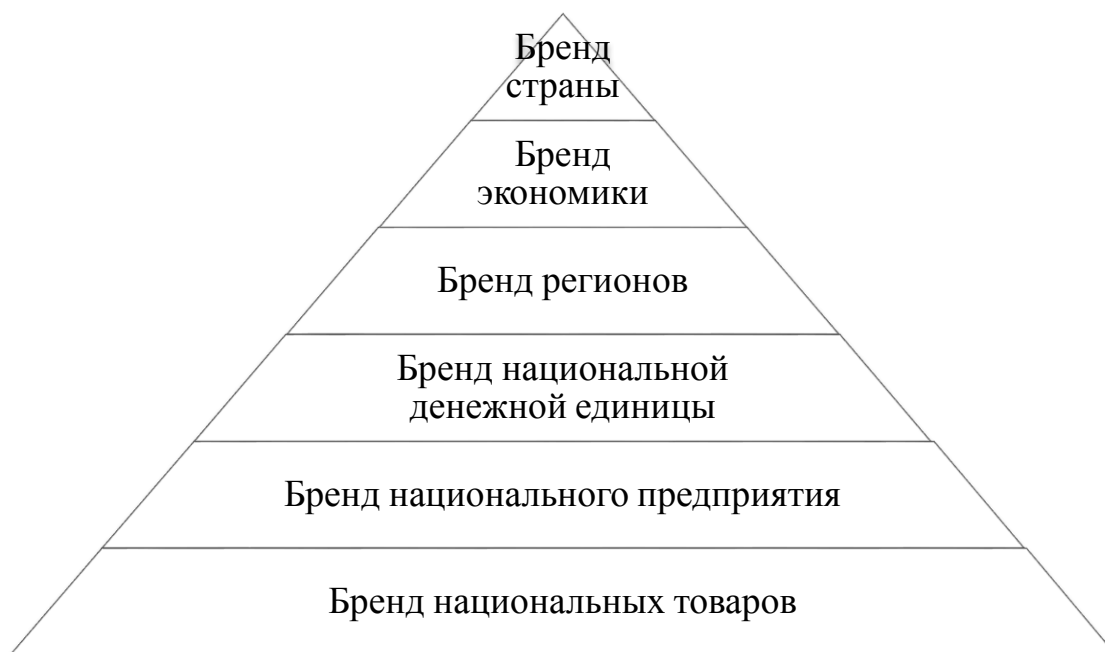 Бренд
страны
Бренд
экономики
Бренд регионов
Бренд национальной
денежной единицы
Бренд национального предприятия
Бренд национальных товаров